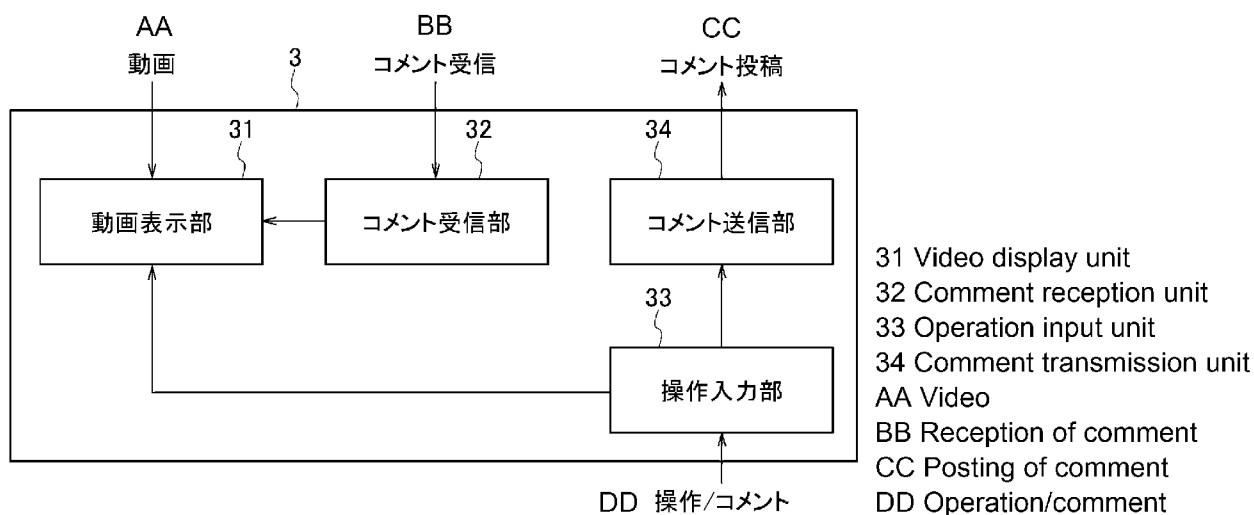 AA
BB
CC
動画
コメント受信
コメント投稿
3
31
32
34
動画表示部
コメント受信部
コメント送信部
33
操作入力部
DD 操作/コメント
31 Video display unit
32 Comment reception unit
33 Operation input unit
34 Comment transmission unit
AA Video
BB Reception of comment
CC Posting of comment
DD Operation/comment